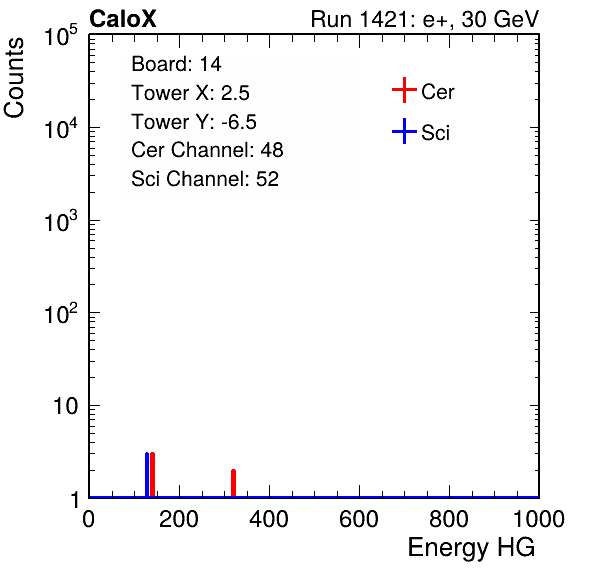 CaloX Run 1421: e+, 30 GeV
Counts
Board: 14
Tower X: 2.5
Tower Y: -6.5
Cer Channel: 48
Sci Channel: 52
Cer
Sci
10^5
10^4
10^3
10^2
10
1
0 200 400 600 800 1000
Energy HG